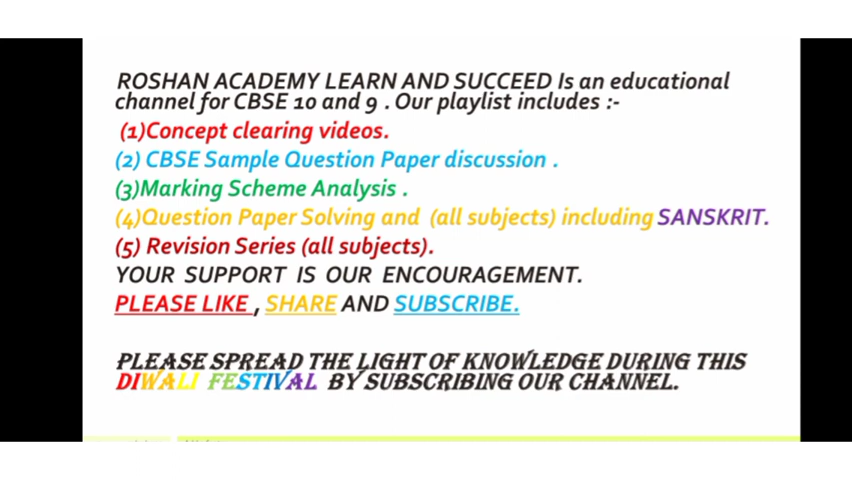 ROSHAN ACADEMY LEARN AND SUCCEED Is an educational
channel for CBSE 10 and 9 . Our playlist includes :-
(1)Concept clearing videos.
(2) CBSE Sample Question Paper discussion .
(3)Marking Scheme Analysis .
(4)Question Paper Solving and (all subjects) including SANSKRIT.
(5) Revision Series (all subjects).
YOUR SUPPORT IS OUR ENCOURAGEMENT.
PLEASE LIKE , SHARE AND SUBSCRIBE.
PLEASE SPREAD THE LIGHT OF KNOWLEDGE DURING THIS
DIWALI FESTIVAL BY SUBSCRIBING OUR CHANNEL.